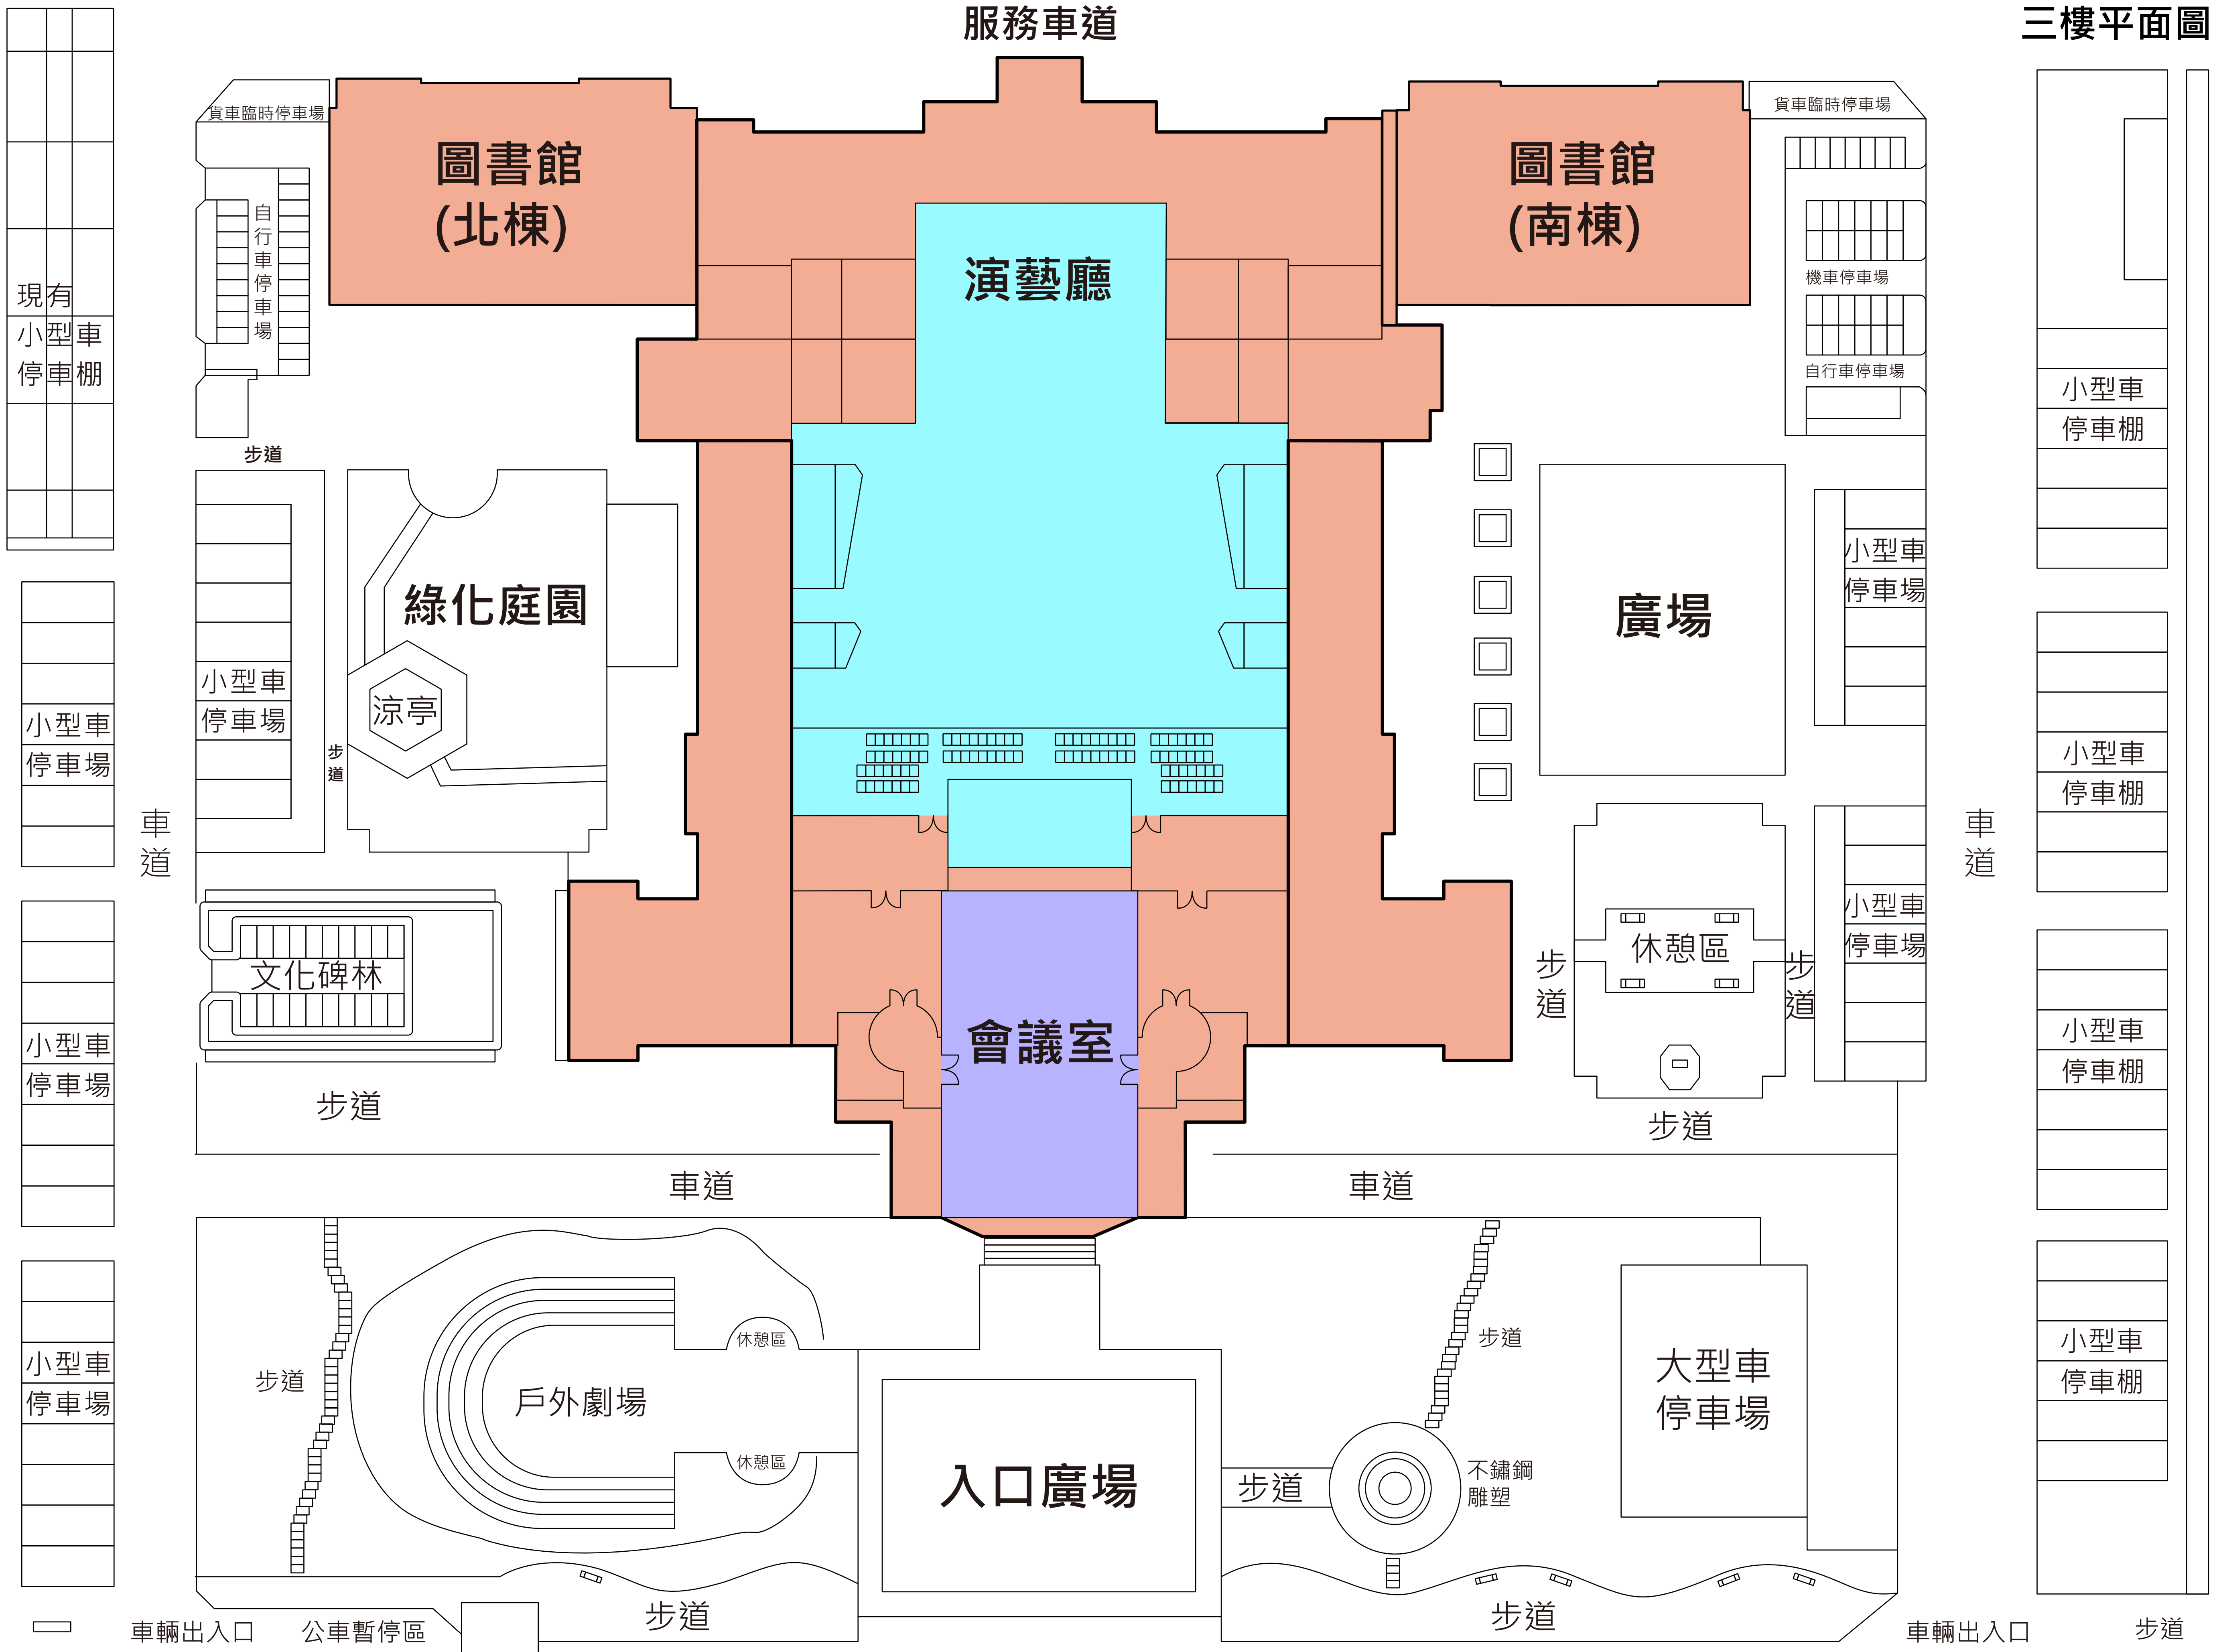 服務車道
三樓平面圖
貨車臨時停車場
貨車臨時停車場
圖書館
(北棟)
圖書館
(南棟)
自行車停車場
演藝廳
機車停車場
現有
小型車
停車棚
自行車停車場
小型車
停車棚
步道
小型車
停車場
綠化庭園
廣場
小型車
停車場
涼亭
小型車
停車場
步道
小型車
停車棚
車道
車道
小型車
停車場
文化碑林
休憩區
步道
步道
會議室
小型車
停車場
小型車
停車棚
步道
步道
車道
車道
休憩區
步道
步道
小型車
停車場
戶外劇場
大型車
停車場
小型車
停車棚
休憩區
入口廣場
步道
不鏽鋼
雕塑
步道
步道
車輛出入口
公車暫停區
車輛出入口
步道